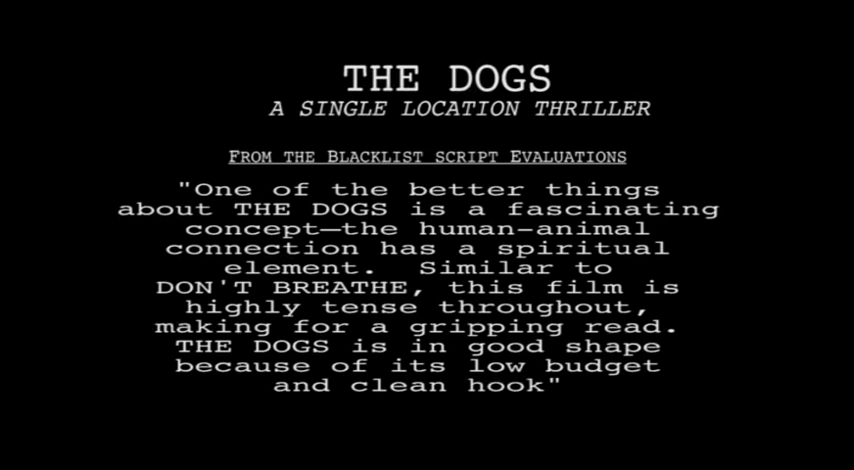 THE DOGS
A SINGLE LOCATION THRILLER
FROM THE BLACKLIST SCRIPT EVALUATIONS
"One of the better things
about THE DOGS is a fascinating
concept—the human-animal
connection has a spiritual
element. Similar to
DON'T BREATHE, this film is
highly tense throughout,
making for a gripping read.
THE DOGS is in good shape
because of its low budget
and clean hook"